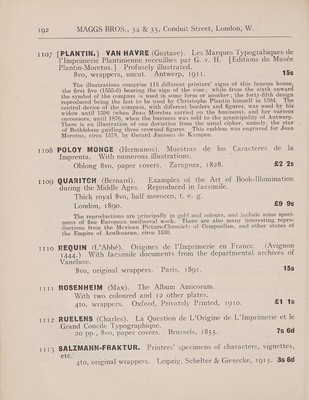 192 MAGGS BROS., 34 & 35, Conduit Street, London, W.
1107 [PLANTIN.] VAN HAVRE (Gustave). Les Marques Typograhiques de
l'Imprimerie Plantinienne recueillies par G. v. H. [Editions du Musée
Plantin-Moretus.] Profusely illustrated.
8vo, wrappers, uncut. Antwerp, 1911. 15s
The illustrations comprise 115 different printers' signs of this famous house,
the first five (1555-6) bearing the sign of the vine; while from the sixth onward
the symbol of the compass is used in some form or another; the forty-fifth design
reproduced being the last to be used by Christophe Plantin himself in 1584. The
central device of the compass, with different borders and figures, was used by his
widow until 1590 (when Jean Moretus carried on the business), and her various
successors, until 1876, when the business was sold to the municipality of Antwerp.
There is an illustration of one deviation from the usual cipher, namely, the star
of Bethlehem guiding three crowned figures. This emblem was engraved for Jean
Moretus, circa 1578, by Gerard Janssen de Kempen.
1108 POLOY MONGE (Hermanos). Muestras de los Caracteres de la
Imprenta. With numerous illustrations.
Oblong 8vo, paper covers. Zaragoza, 1828. £2 2s
1109 QUARITCH (Bernard). Examples of the Art of Book-Illumination
during the Middle Ages. Reproduced in facsimile.
Thick royal 8vo, half morocco, t. e. g.
London, 1890. £9 9s
The reproductions are principally in gold and colours, and include some speci-
mens of fine European mediæval work. There are also many interesting repro-
ductions from the Mexican Picture-Chronicle of Cempoallan, and other states of
the Empire of Aculhuacan, circa 1530.
1110 REQUIN (L'Abbé). Origines de l'Imprimerie en France. (Avignon
1444.) With facsimile documents from the departmental archives of
Vaucluse.
8vo, original wrappers. Paris, 1891. 15s
1111 ROSENHEIM (Max). The Album Amicorum.
With two coloured and 12 other plates.
4to, wrappers. Oxford, Privately Printed, 1910. £1 1s
1112 RUELENS (Charles). La Question de L'Origine de L'Imprimerie et le
Grand Concile Typographique.
20 pp., 8vo, paper covers. Brussels, 1855. 7s 6d
1113 SALZMANN-FRAKTUR. Printers' specimens of characters, vignettes,
etc.
4to, original wrappers. Leipzig, Schelter & Giesecke, 1913. 3s 6d